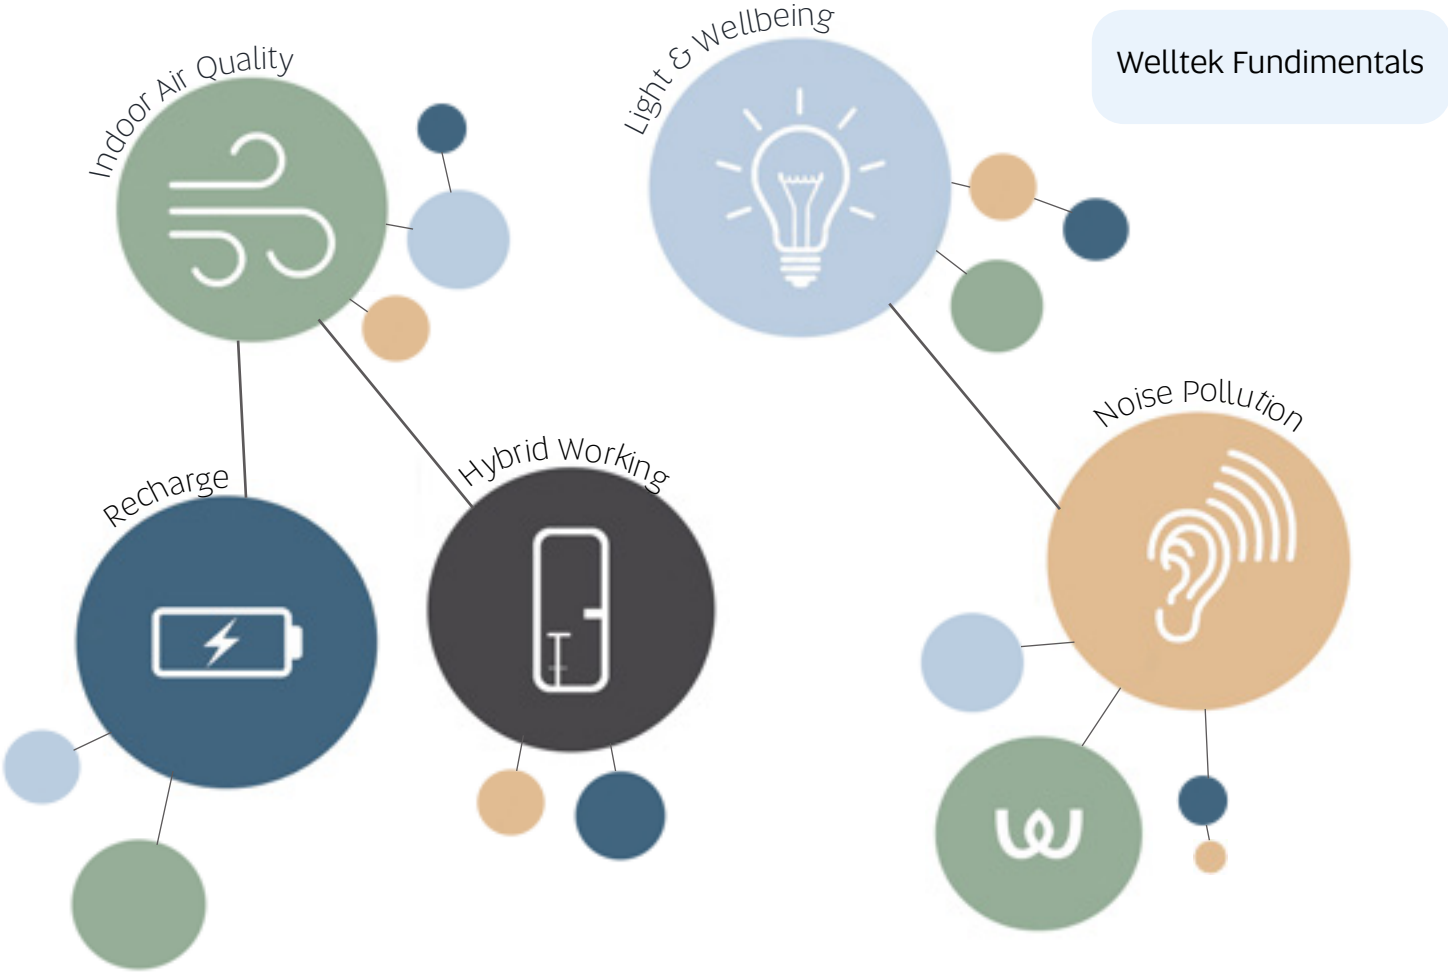 Light & Wellbeing
Welltek Fundimentals
Indoor Air Quality
Noise Pollution
Hybrid Working
Recharge